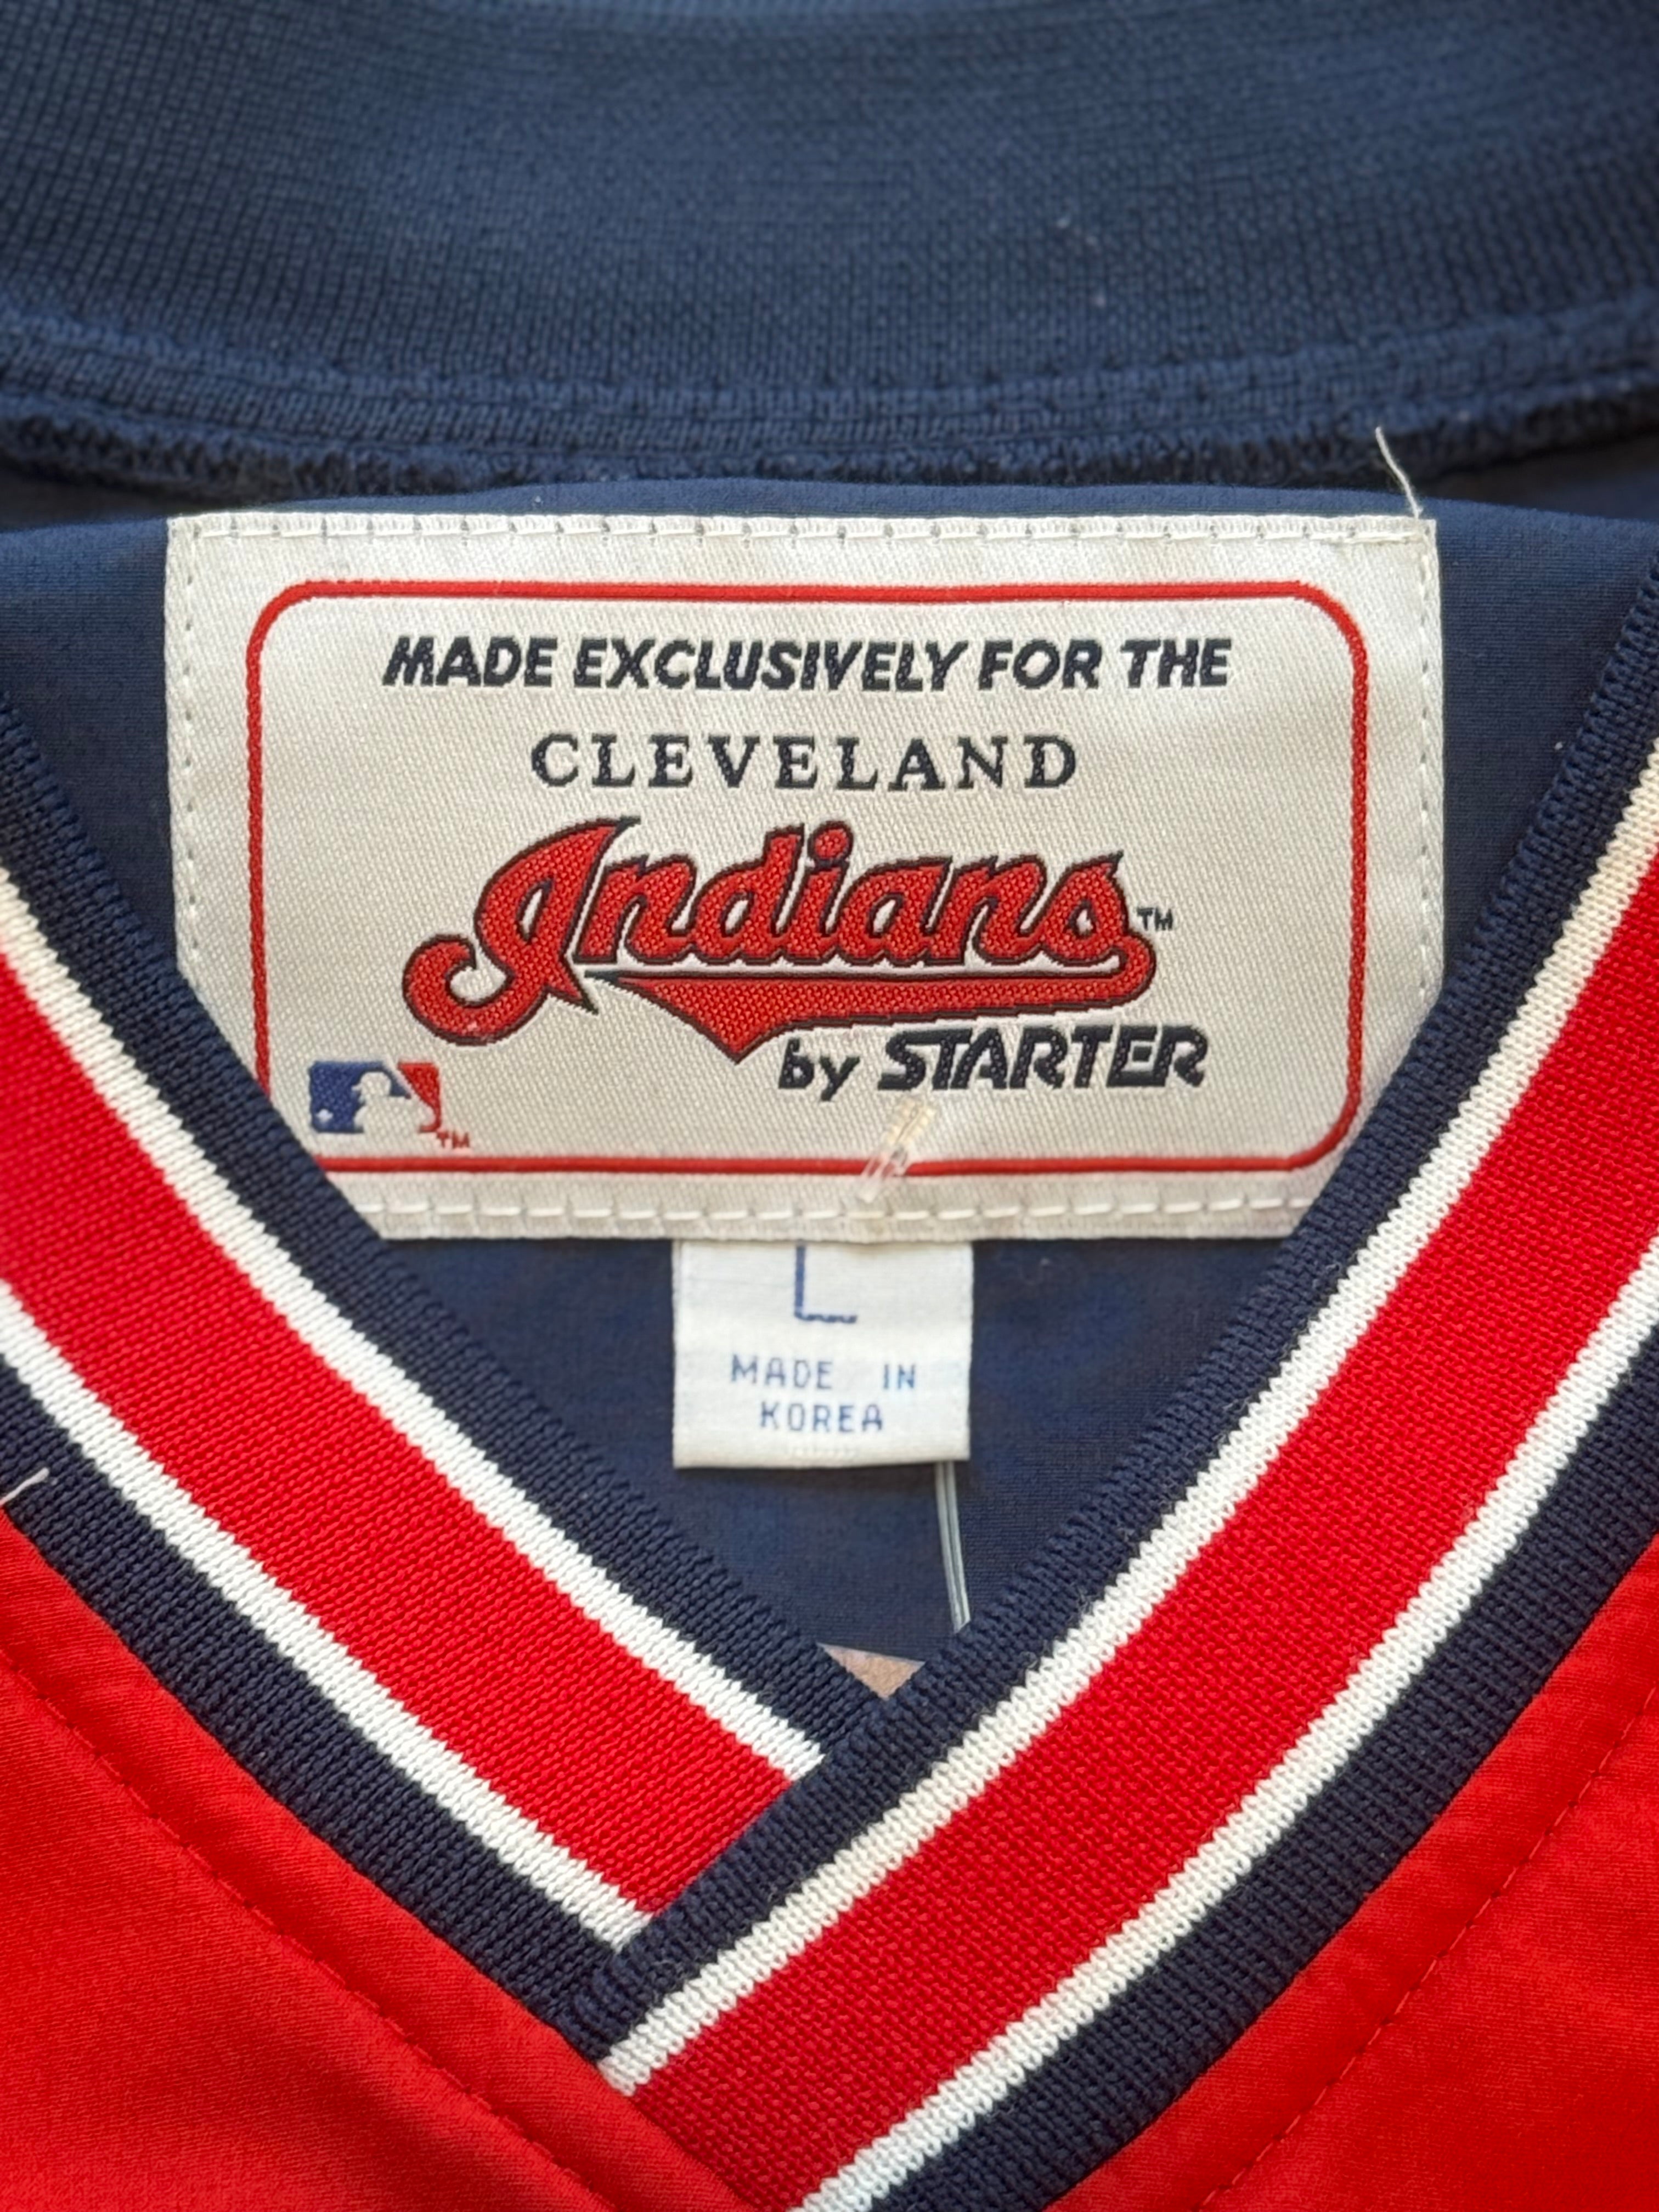 MADE EXCLUSIVELY FOR THE
CLEVELAND
Indians™
by STARTER
™
L
MADE IN
KOREA